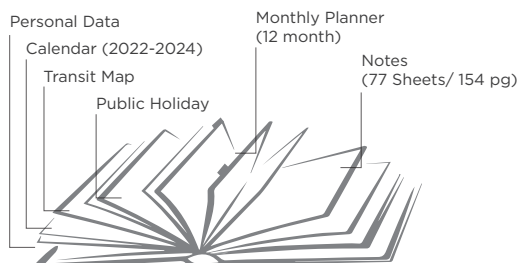 Personal Data
Calendar (2022-2024)
Transit Map
Public Holiday
Monthly Planner
(12 month)
Notes
(77 Sheets/ 154 pg)